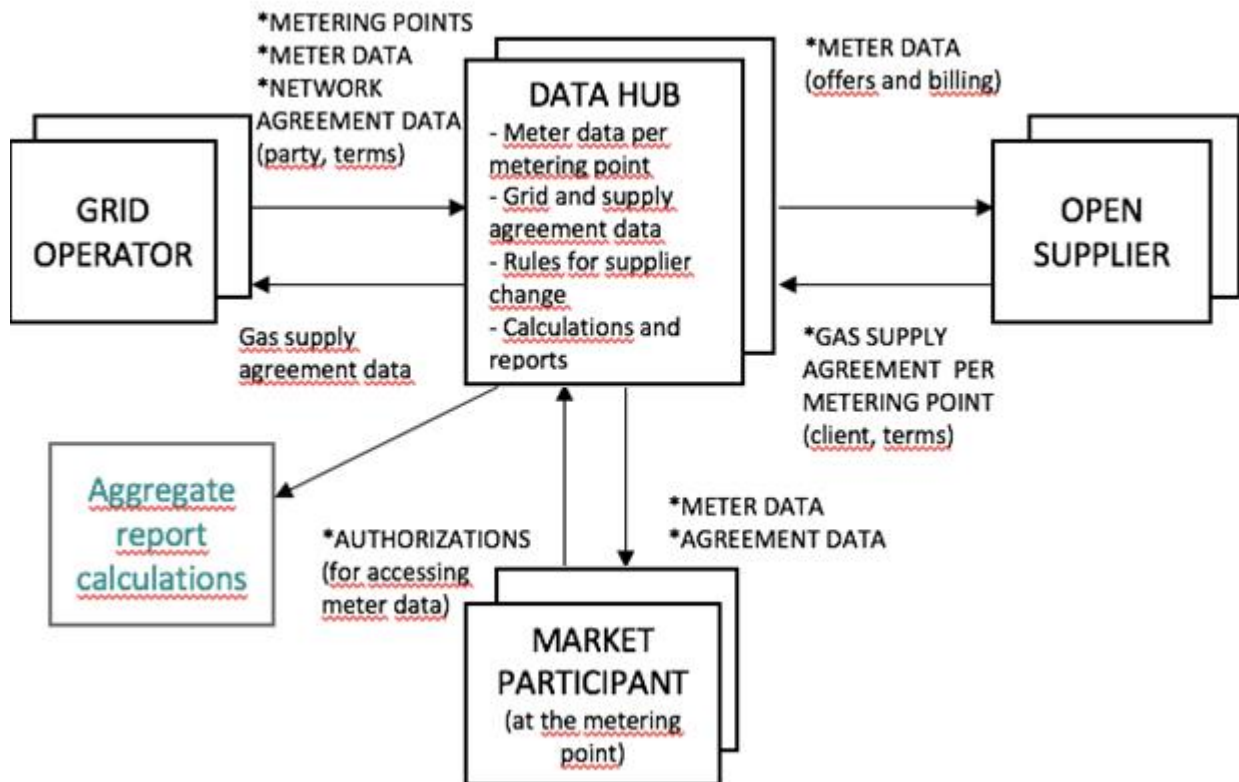 *METERING POINTS
*METER DATA
*NETWORK
AGREEMENT DATA
(party, terms)
GRID
OPERATOR
Gas supply
agreement data
DATA HUB
- Meter data per
metering point
- Grid and supply
agreement data
- Rules for supplier
change
- Calculations and
reports
*METER DATA
(offers and billing)
OPEN
SUPPLIER
*GAS SUPPLY
AGREEMENT PER
METERING POINT
(client, terms)
Aggregate
report
calculations
*AUTHORIZATIONS
(for accessing
meter data)
*METER DATA
*AGREEMENT DATA
MARKET
PARTICIPANT
(at the metering
point)